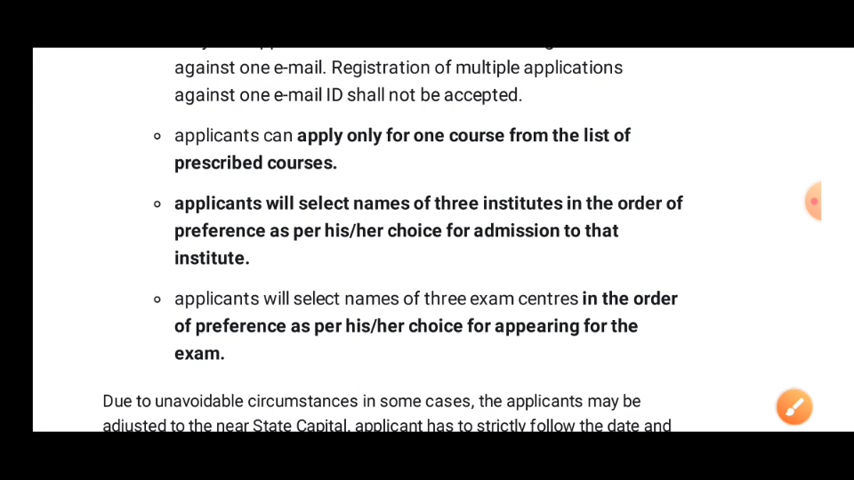 against one e-mail. Registration of multiple applications
against one e-mail ID shall not be accepted.
applicants can apply only for one course from the list of
prescribed courses.
applicants will select names of three institutes in the order of
preference as per his/her choice for admission to that
institute.
applicants will select names of three exam centres in the order
of preference as per his/her choice for appearing for the
exam.
Due to unavoidable circumstances in some cases, the applicants may be
adjusted to the near State Capital, applicant has to strictly follow the date and